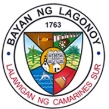 BAYAN NG LAGONOY
1763
LALAWIGAN NG CAMARINES SUR